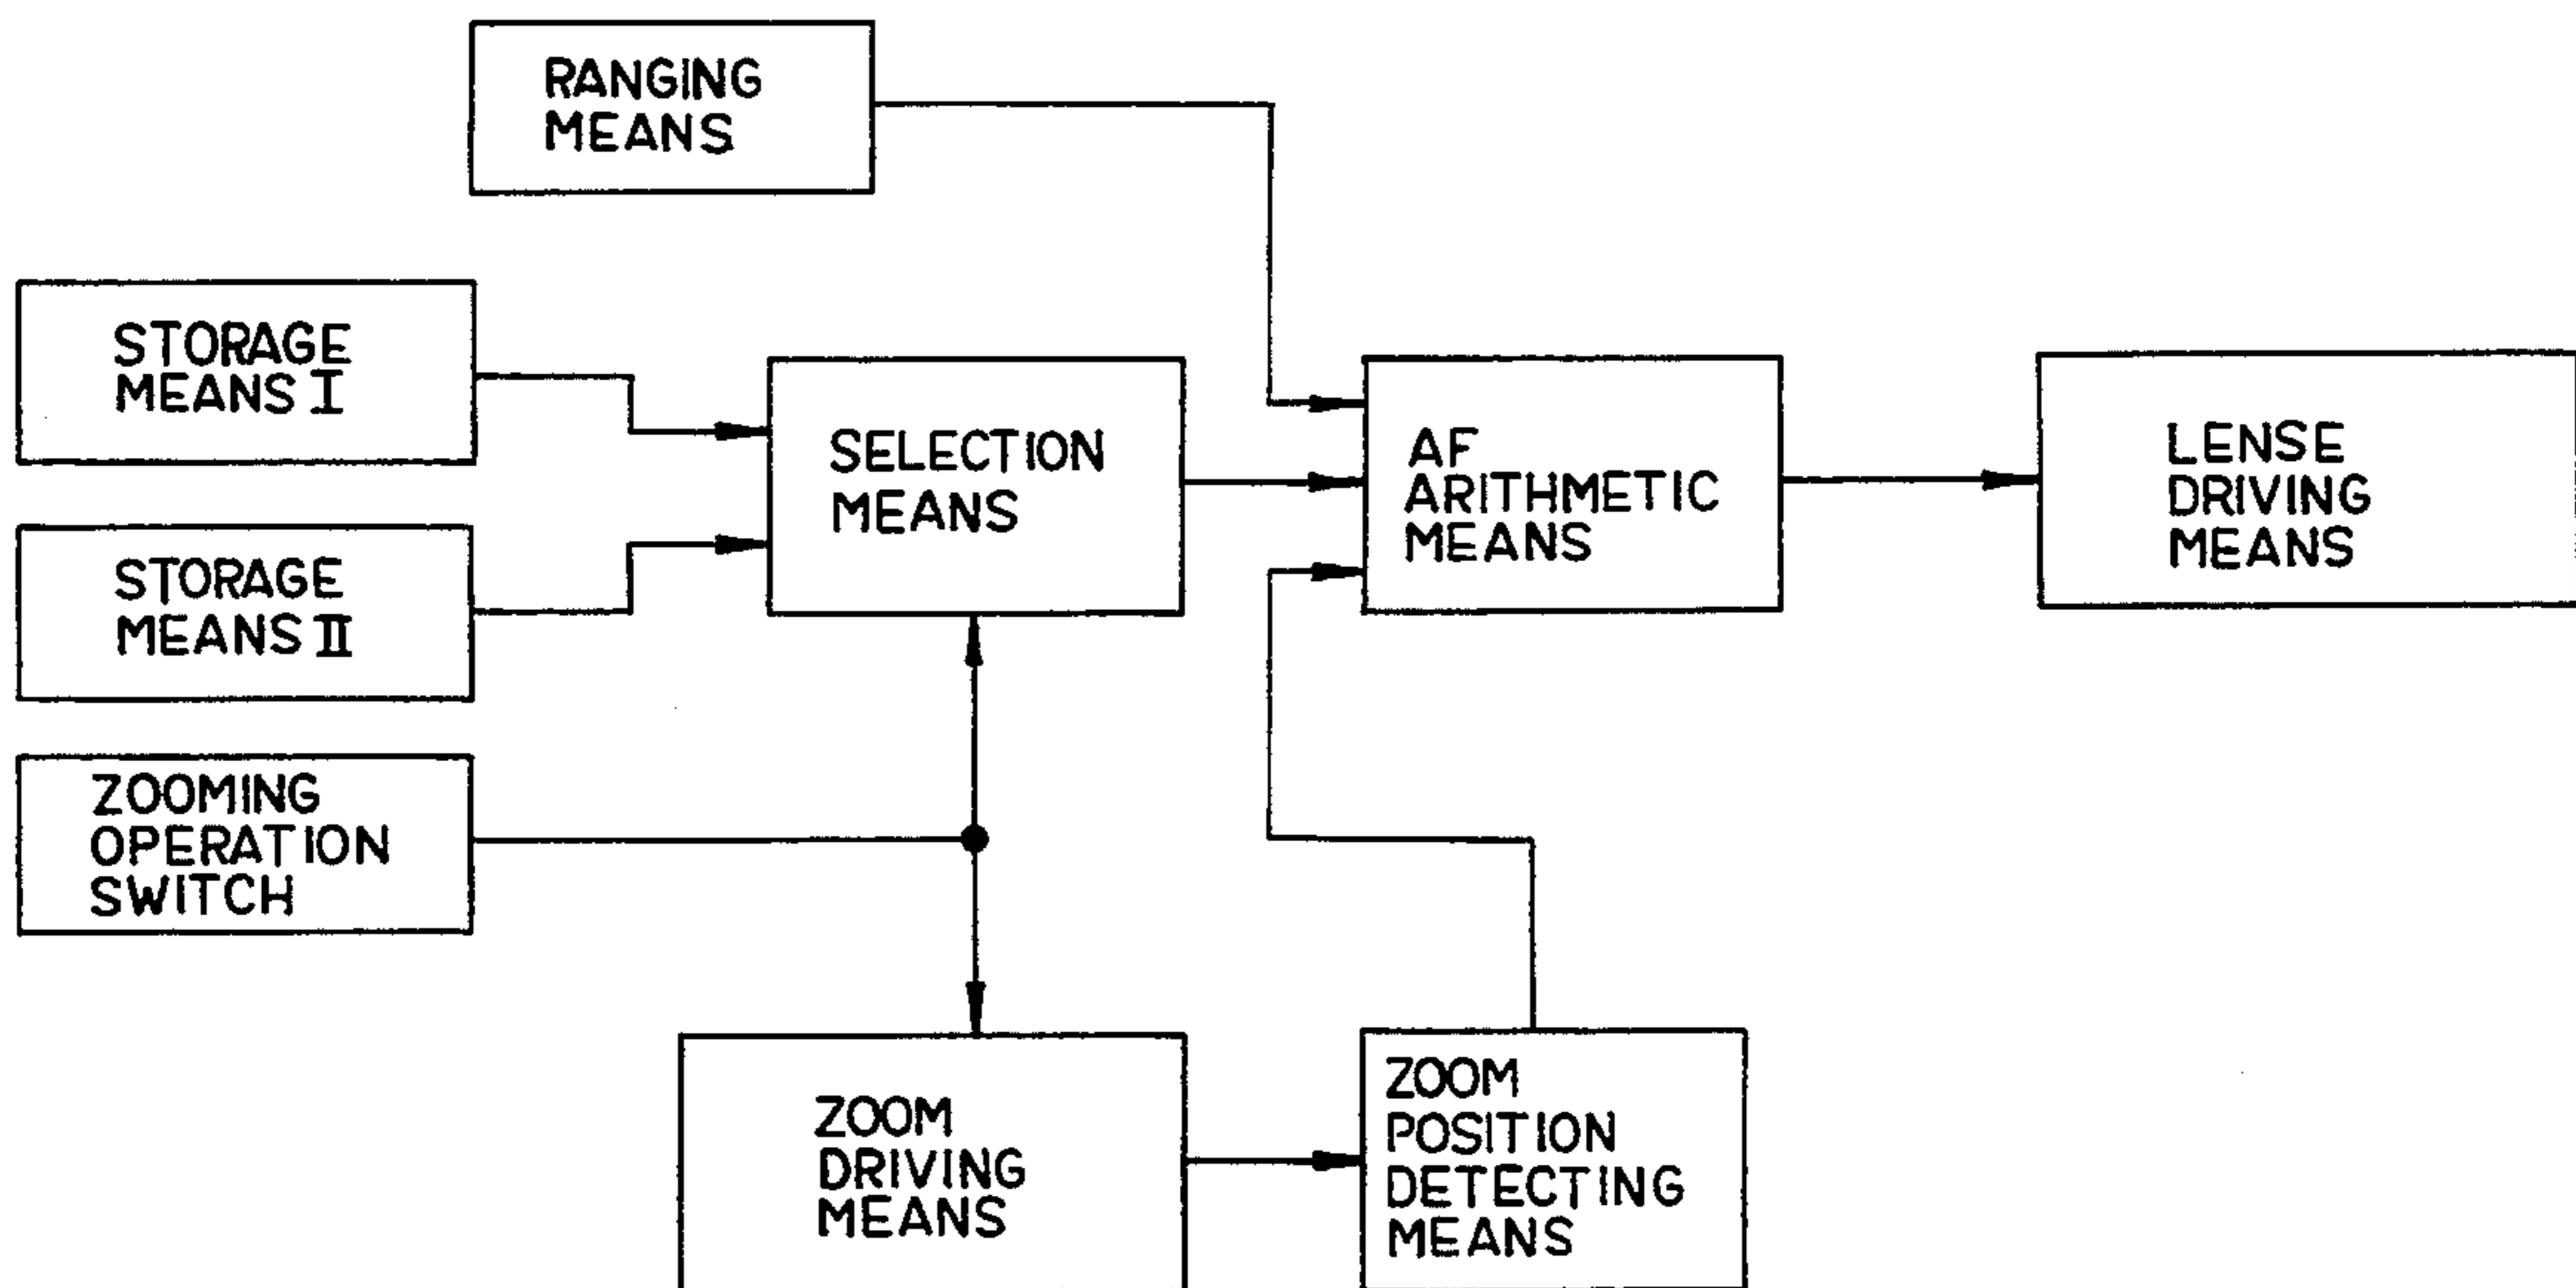 RANGING
MEANS
STORAGE
MEANS I
STORAGE
MEANS II
ZOOMING
OPERATION
SWITCH
SELECTION
MEANS
AF
ARITHMETIC
MEANS
LENSE
DRIVING
MEANS
ZOOM
DRIVING
MEANS
ZOOM
POSITION
DETECTING
MEANS